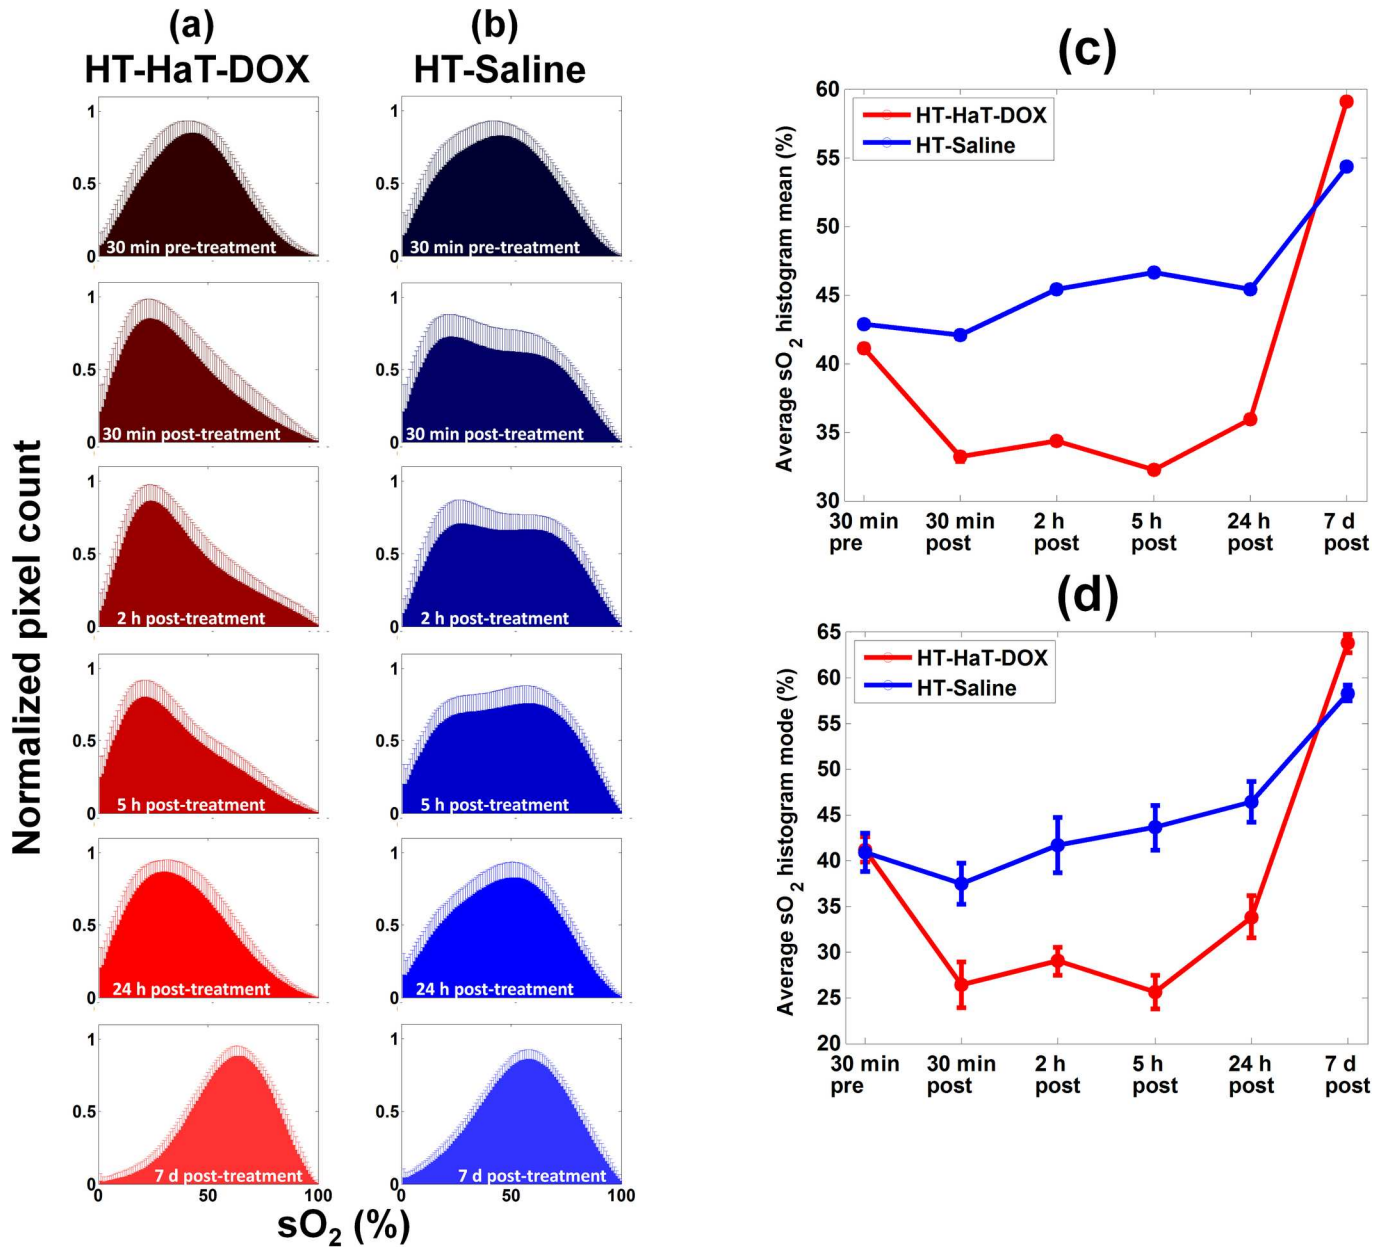 (a)
HT-HaT-DOX
(b)
HT-Saline
Normalized pixel count
1
0.5
0
30 min pre-treatment
1
0.5
0
30 min pre-treatment
1
0.5
0
30 min post-treatment
1
0.5
0
30 min post-treatment
1
0.5
0
2 h post-treatment
1
0.5
0
2 h post-treatment
1
0.5
0
5 h post-treatment
1
0.5
0
5 h post-treatment
1
0.5
0
24 h post-treatment
1
0.5
0
24 h post-treatment
1
0.5
0
7 d post-treatment
0 50 100
1
0.5
0
7 d post-treatment
0 50 100
sO₂ (%)
(c)
Average sO₂ histogram mean (%)
60
55
50
45
40
35
30
HT-HaT-DOX
HT-Saline
30 min pre
30 min post
2 h post
5 h post
24 h post
7 d post
(d)
Average sO₂ histogram mode (%)
65
60
55
50
45
40
35
30
25
20
HT-HaT-DOX
HT-Saline
30 min pre
30 min post
2 h post
5 h post
24 h post
7 d post